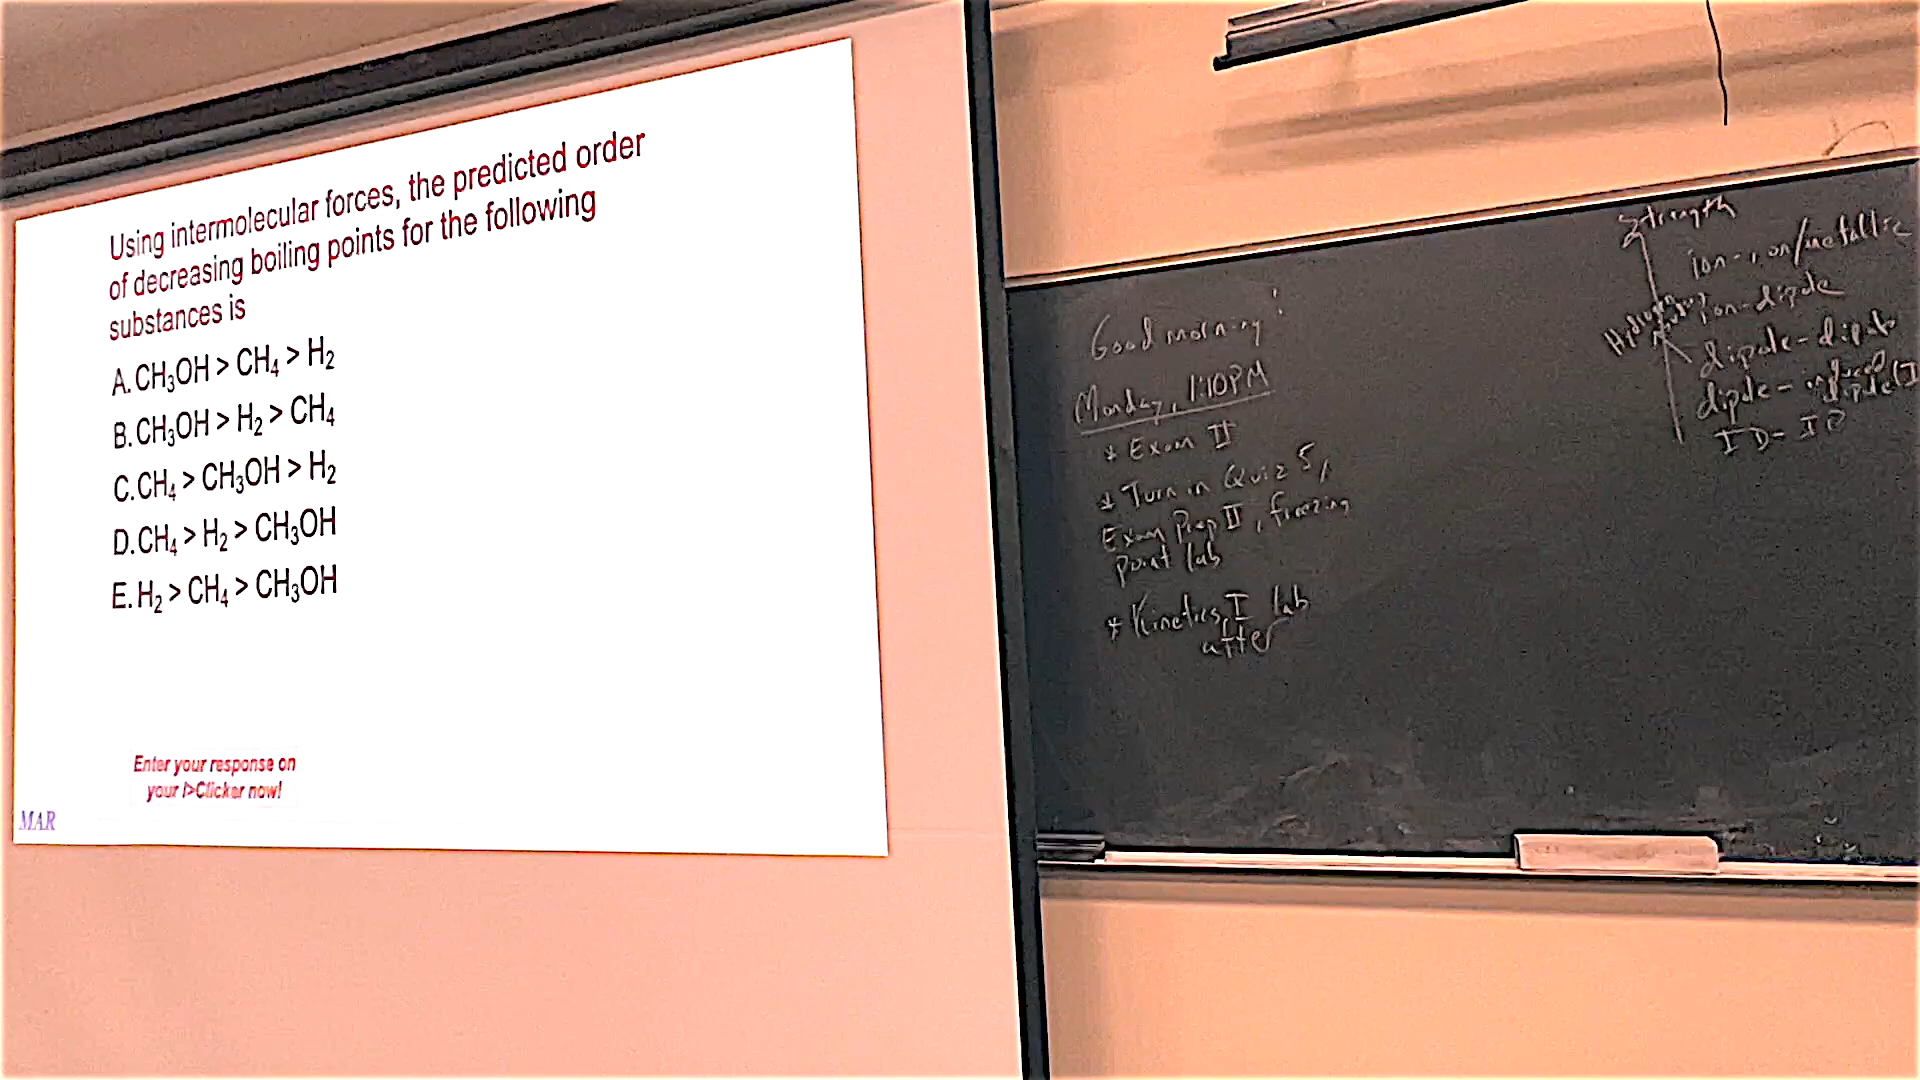 Using intermolecular forces, the predicted order
of decreasing boiling points for the following
substances is
A. CH₃OH > CH₄ > H₂
B. CH₃OH > H₂ > CH₄
C. CH₄ > CH₃OH > H₂
D. CH₄ > H₂ > CH₃OH
E. H₂ > CH₄ > CH₃OH
Enter your response on
your I>Clicker now!
MAR
Good morning!
Monday, 1:10PM
* Exam II
* Turn in Quiz 5,
Exam Prep II, freezing
point lab
* Kinetics I lab
after
Strength
ion-ion/metallic
ion-dipole
Hydrogen
dipole-dipole
dipole-induced
dipole (I
ID-ID